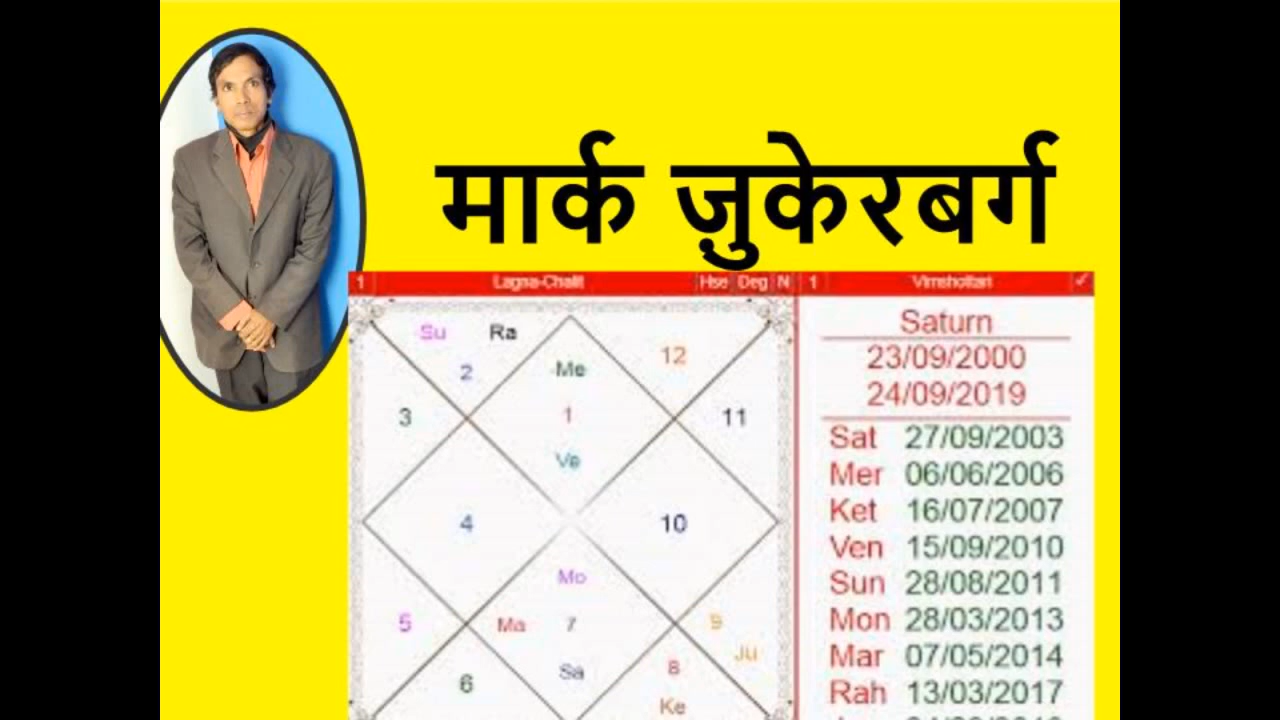 मार्क ज़ुकेरबर्ग
1 Lagna-Chalit Hse Deg N 1 Vimshottari
Su Ra
Me
12
2
3
1
11
Ve
4
10
Mo
5
Ma 7
9
Ju
Sa
8
6
Ke
Saturn
23/09/2000
24/09/2019
Sat 27/09/2003
Mer 06/06/2006
Ket 16/07/2007
Ven 15/09/2010
Sun 28/08/2011
Mon 28/03/2013
Mar 07/05/2014
Rah 13/03/2017